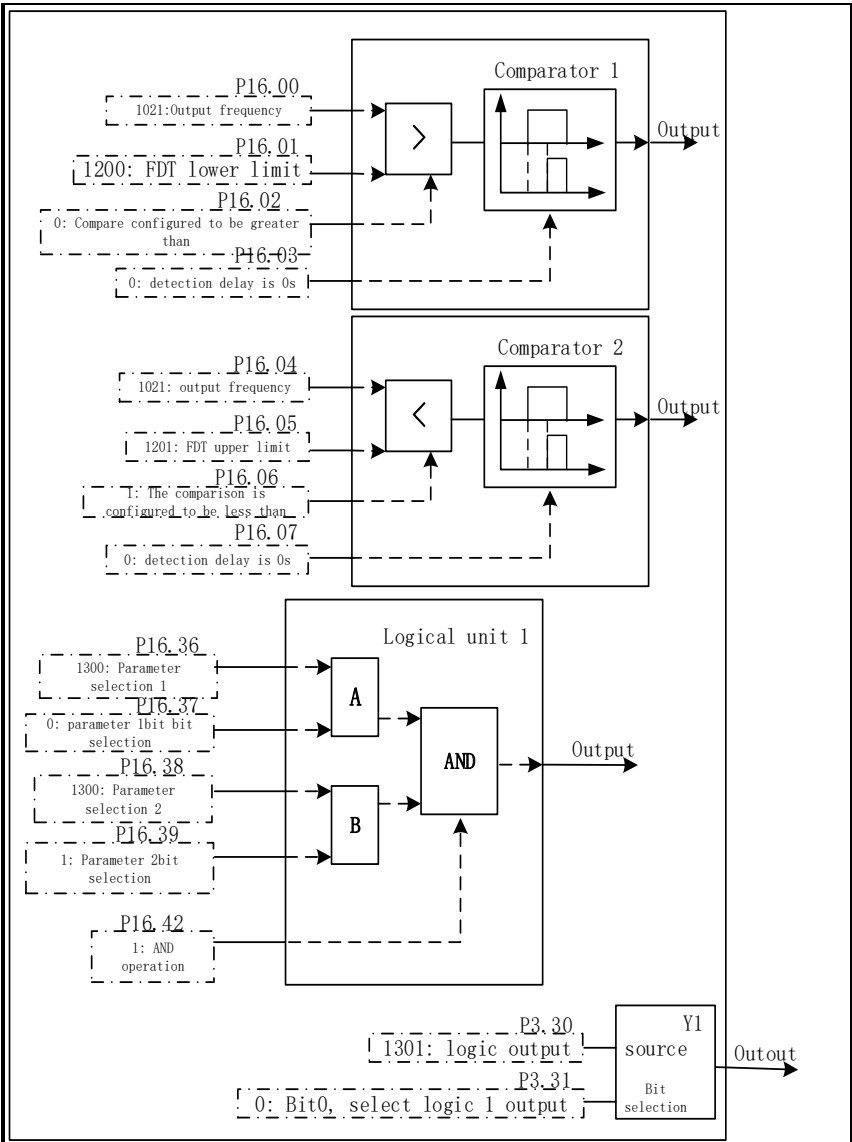 Comparator 1
P16.00
1021:Output frequency
P16.01
1200: FDT lower limit
P16.02
0: Compare configured to be greater
than
P16.03
0: detection delay is 0s
>
Output
Comparator 2
P16.04
1021: output frequency
P16.05
1201: FDT upper limit
P16.06
1: The comparison is
configured to be less than
P16.07
0: detection delay is 0s
<
Output
Logical unit 1
P16.36
1300: Parameter
selection 1
P16.37
0: parameter 1bit bit
selection
P16.38
1300: Parameter
selection 2
P16.39
1: Parameter 2bit
selection
P16.42
1: AND
operation
A
B
AND
Output
P3.30
1301: logic output
P3.31
0: Bit0, select logic 1 output
Y1
source
Bit
selection
Outout